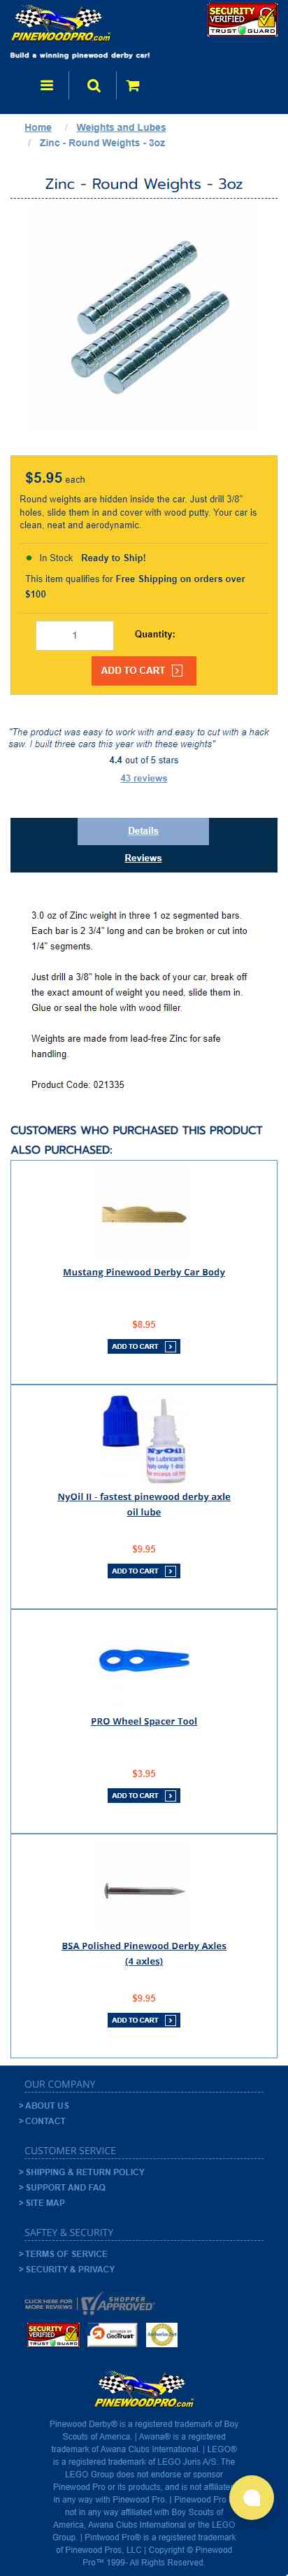 PINEWOODPRO.com
SECURITY
VERIFIED
TRUST GUARD
Build a winning pinewood derby car!
Home / Weights and Lubes
/ Zinc - Round Weights - 3oz
Zinc - Round Weights - 3oz
$5.95 each
Round weights are hidden inside the car. Just drill 3/8"
holes, slide them in and cover with wood putty. Your car is
clean, neat and aerodynamic.
In Stock Ready to Ship!
This item qualifies for Free Shipping on orders over
$100
1 Quantity:
ADD TO CART
"The product was easy to work with and easy to cut with a hack
saw. I built three cars this year with these weights"
4.4 out of 5 stars
43 reviews
Details
Reviews
3.0 oz of Zinc weight in three 1 oz segmented bars.
Each bar is 2 3/4" long and can be broken or cut into
1/4" segments.
Just drill a 3/8" hole in the back of your car, break off
the exact amount of weight you need, slide them in.
Glue or seal the hole with wood filler.
Weights are made from lead-free Zinc for safe
handling.
Product Code: 021335
CUSTOMERS WHO PURCHASED THIS PRODUCT
ALSO PURCHASED:
Mustang Pinewood Derby Car Body
$8.95
ADD TO CART
NyOil II
Nye Lubricants
NyOil II - fastest pinewood derby axle
oil lube
$9.95
ADD TO CART
PRO Wheel Spacer Tool
$3.95
ADD TO CART
BSA Polished Pinewood Derby Axles
(4 axles)
$9.95
ADD TO CART
OUR COMPANY
> ABOUT US
> CONTACT
CUSTOMER SERVICE
> SHIPPING & RETURN POLICY
> SUPPORT AND FAQ
> SITE MAP
SAFTEY & SECURITY
> TERMS OF SERVICE
> SECURITY & PRIVACY
CLICK HERE FOR
MORE REVIEWS
SHOPPER
APPROVED
SECURITY
VERIFIED
TRUST GUARD
GeoTrust
PINEWOODPRO.com
Pinewood Derby® is a registered trademark of Boy
Scouts of America. | Awana® is a registered
trademark of Awana Clubs International. | LEGO®
is a registered trademark of LEGO Juris A/S. The
LEGO Group does not endorse or sponsor
Pinewood Pro or its products, and is not affiliated
in any way with Pinewood Pro. | Pinewood Pro
not in any way affiliated with Boy Scouts of
America, Awana Clubs International or the LEGO
Group. | Pintwood Pro® is a registered trademark
of Pinewood Pros, LLC | Copyright © Pinewood
Pro™ 1999- All Rights Reserved.